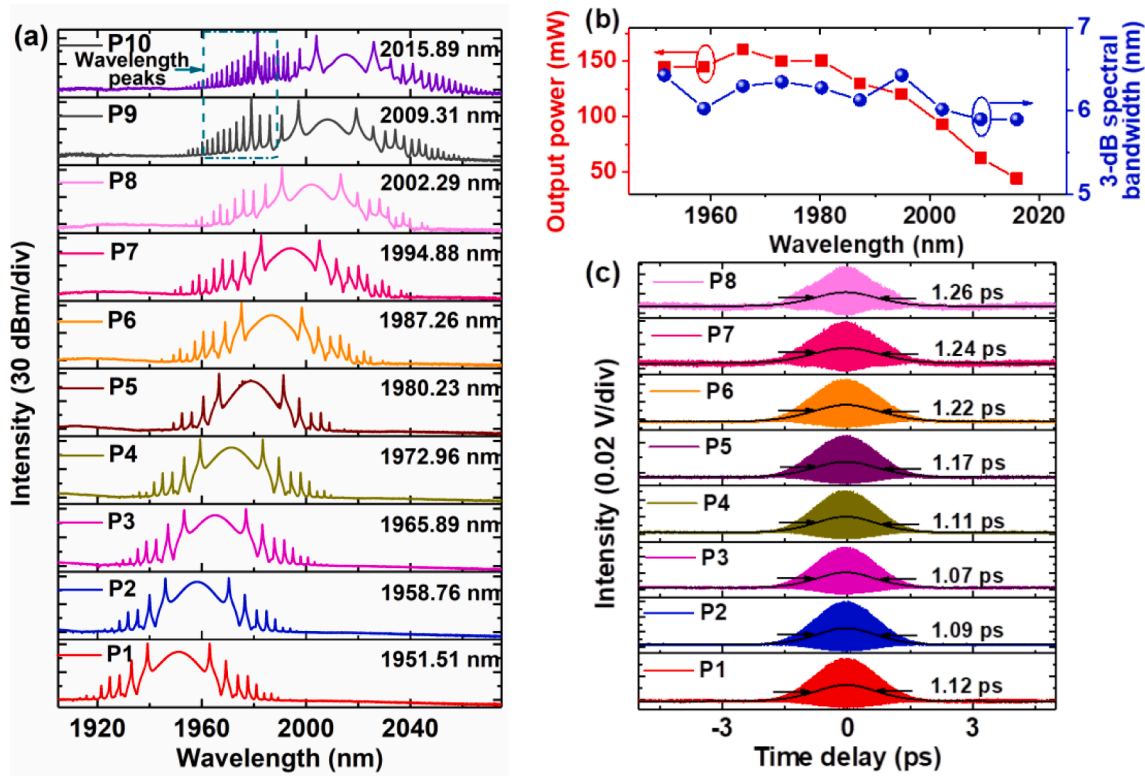 (a)
P10
Wavelength
peaks
2015.89 nm
P9
2009.31 nm
P8
2002.29 nm
P7
1994.88 nm
P6
1987.26 nm
P5
1980.23 nm
P4
1972.96 nm
P3
1965.89 nm
P2
1958.76 nm
P1
1951.51 nm
Intensity (30 dBm/div)
1920 1960 2000 2040
Wavelength (nm)
(b)
Output power (mW)
150
100
50
7
6
5
3-dB spectral
bandwidth (nm)
1960 1980 2000 2020
Wavelength (nm)
(c)
P8
1.26 ps
P7
1.24 ps
P6
1.22 ps
P5
1.17 ps
P4
1.11 ps
P3
1.07 ps
P2
1.09 ps
P1
1.12 ps
Intensity (0.02 V/div)
-3 0 3
Time delay (ps)